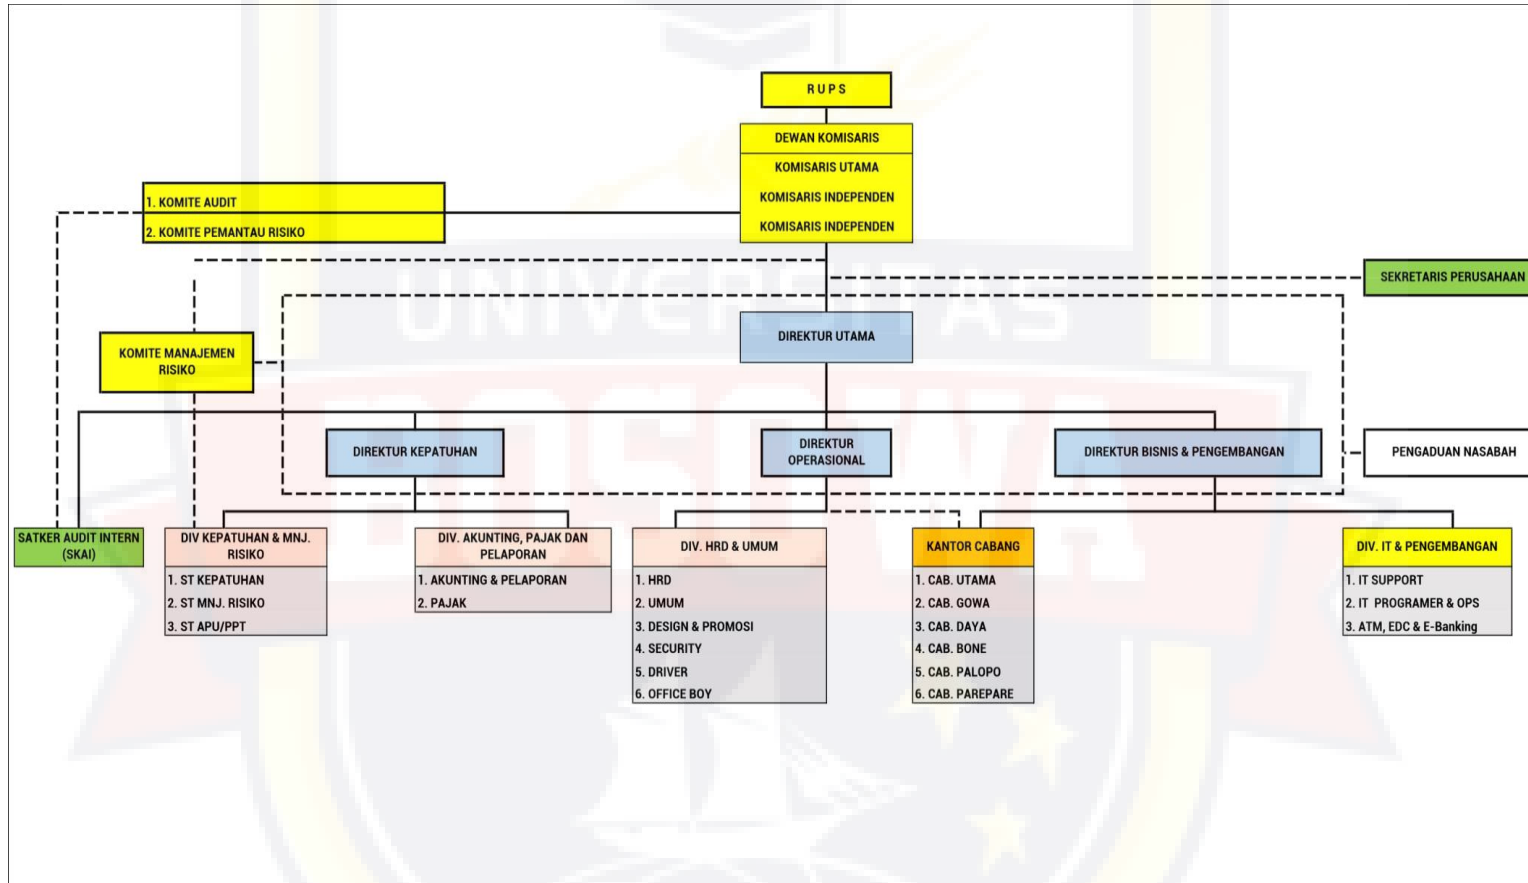 R U P S
DEWAN KOMISARIS
KOMISARIS UTAMA
KOMISARIS INDEPENDEN
KOMISARIS INDEPENDEN
1. KOMITE AUDIT
2. KOMITE PEMANTAU RISIKO
UNIVERSITAS
BOSOWA
SEKRETARIS PERUSAHAAN
DIREKTUR UTAMA
KOMITE MANAJEMEN
RISIKO
DIREKTUR KEPATUHAN
DIREKTUR
OPERASIONAL
DIREKTUR BISNIS & PENGEMBANGAN
PENGADUAN NASABAH
SATKER AUDIT INTERN
(SKAI)
DIV KEPATUHAN & MNJ.
RISIKO
1. ST KEPATUHAN
2. ST MNJ. RISIKO
3. ST APU/PPT
DIV. AKUNTING, PAJAK DAN
PELAPORAN
1. AKUNTING & PELAPORAN
2. PAJAK
DIV. HRD & UMUM
1. HRD
2. UMUM
3. DESIGN & PROMOSI
4. SECURITY
5. DRIVER
6. OFFICE BOY
KANTOR CABANG
1. CAB. UTAMA
2. CAB. GOWA
3. CAB. DAYA
4. CAB. BONE
5. CAB. PALOPO
6. CAB. PAREPARE
DIV. IT & PENGEMBANGAN
1. IT SUPPORT
2. IT PROGRAMER & OPS
3. ATM, EDC & E-Banking